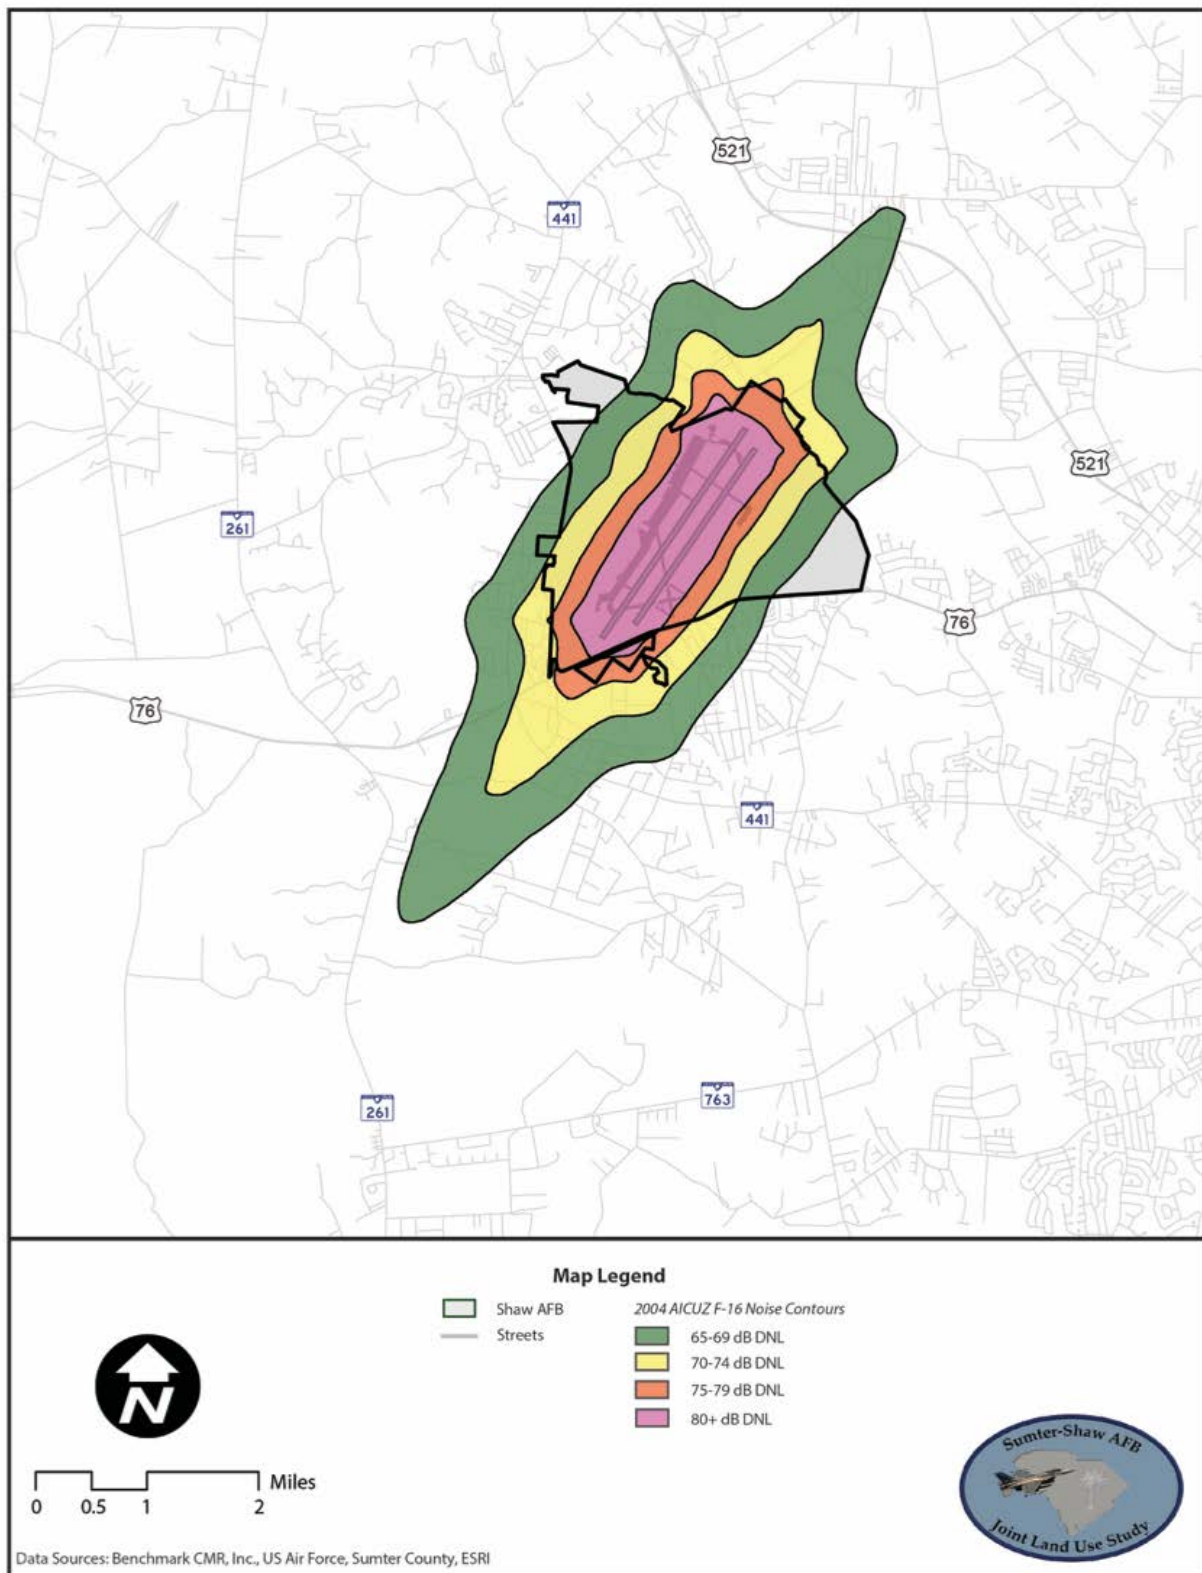 521
441
521
261
76
76
441
763
261
Map Legend
Shaw AFB
Streets
2004 AICUZ F-16 Noise Contours
65-69 dB DNL
70-74 dB DNL
75-79 dB DNL
80+ dB DNL
N
Miles
0 0.5 1 2
Sumter-Shaw AFB
Joint Land Use Study
Data Sources: Benchmark CMR, Inc., US Air Force, Sumter County, ESRI